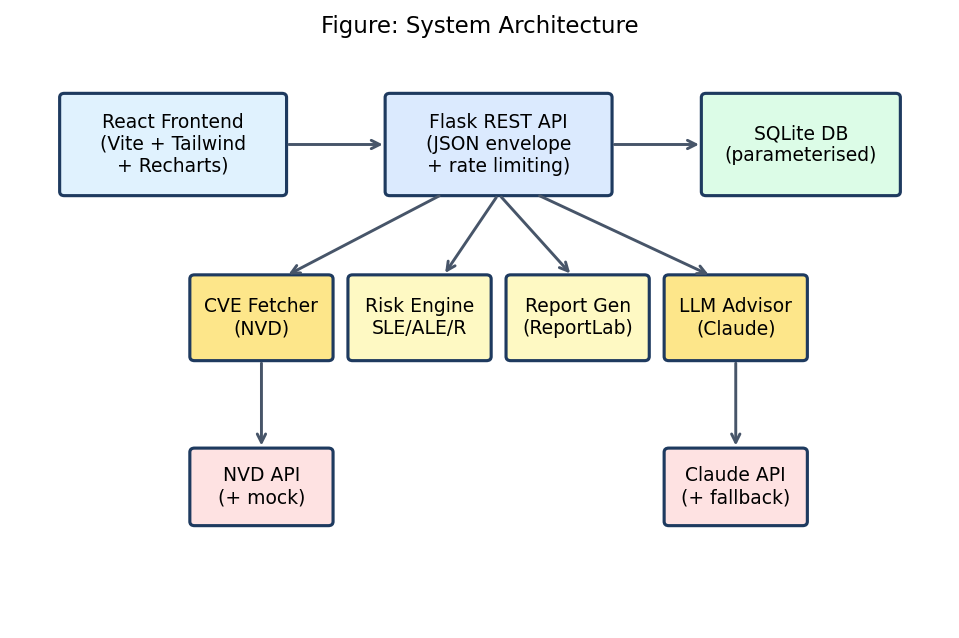 Figure: System Architecture
React Frontend
(Vite + Tailwind
+ Recharts)
Flask REST API
(JSON envelope
+ rate limiting)
SQLite DB
(parameterised)
CVE Fetcher
(NVD)
Risk Engine
SLE/ALE/R
Report Gen
(ReportLab)
LLM Advisor
(Claude)
NVD API
(+ mock)
Claude API
(+ fallback)